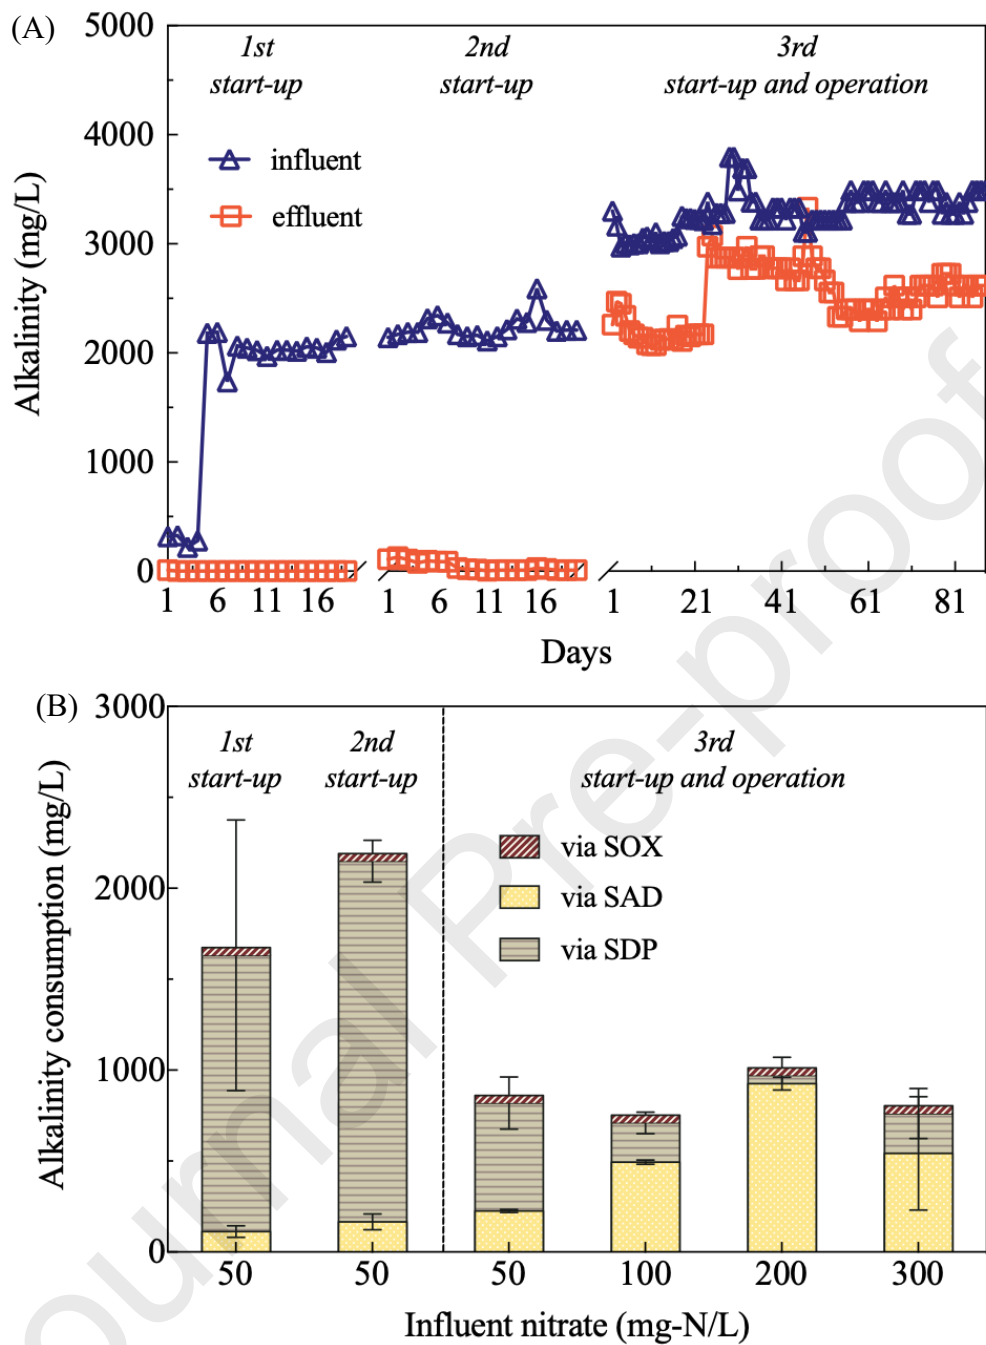 (A)
5000
4000
3000
2000
1000
0
Alkalinity (mg/L)
1st
start-up
2nd
start-up
3rd
start-up and operation
influent
effluent
1 6 11 16 1 6 11 16 1 21 41 61 81
Days
(B)
3000
2000
1000
0
Alkalinity consumption (mg/L)
1st
start-up
2nd
start-up
3rd
start-up and operation
via SOX
via SAD
via SDP
50 50 50 100 200 300
Influent nitrate (mg-N/L)
ournal Pre-proof